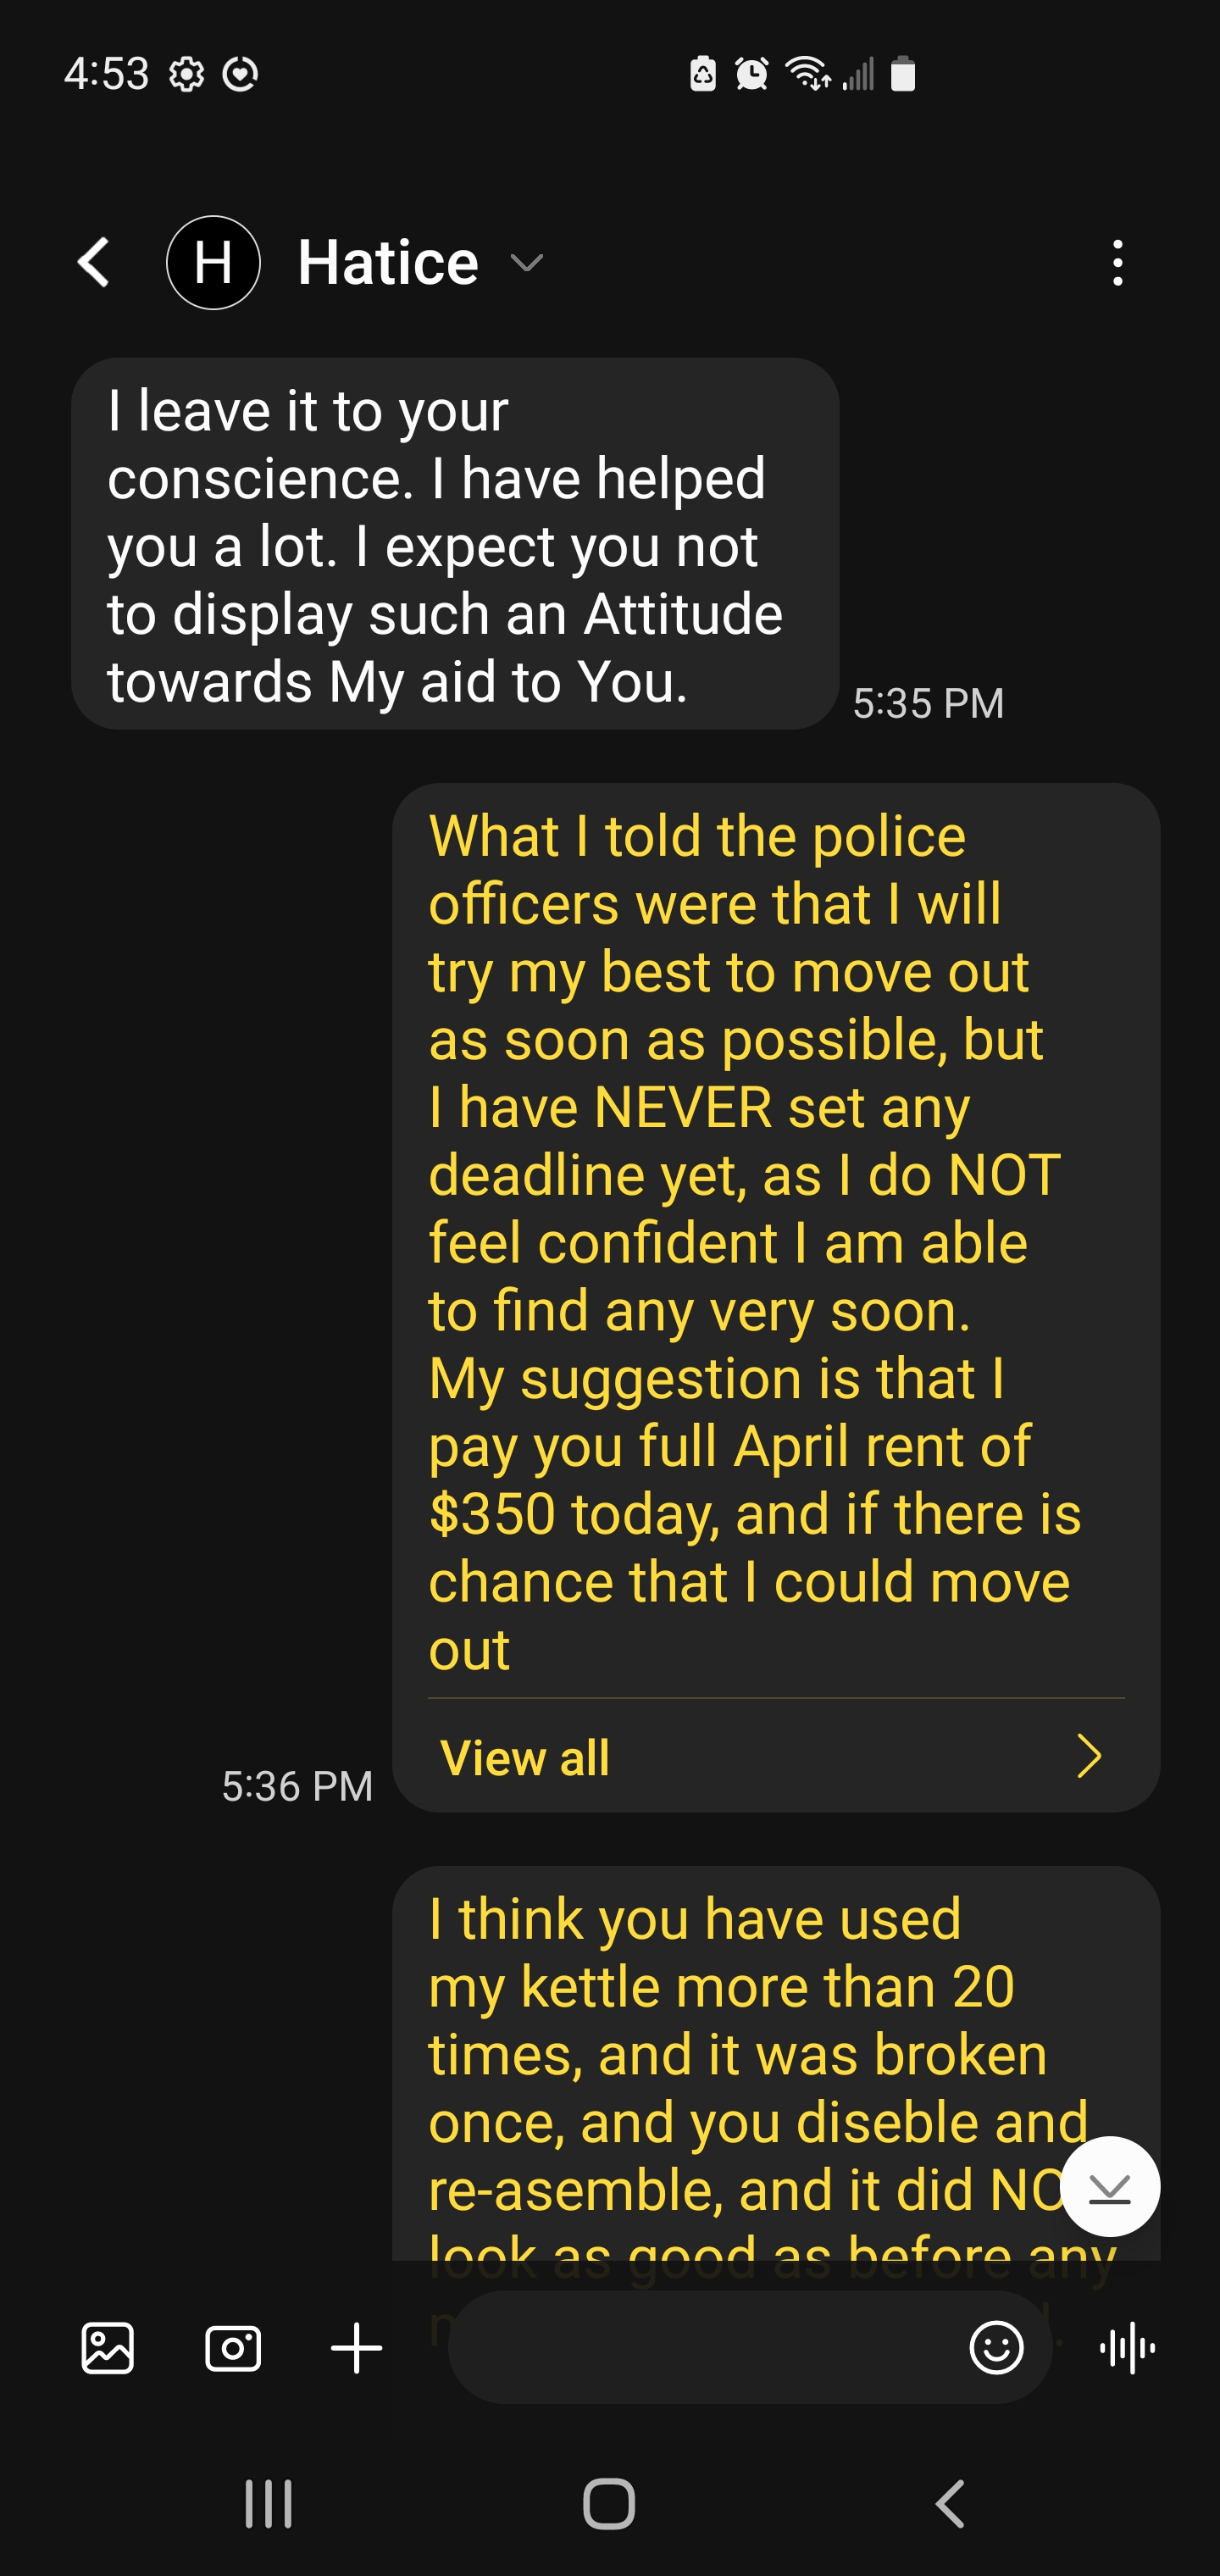 4:53
H Hatice
I leave it to your
conscience. I have helped
you a lot. I expect you not
to display such an Attitude
towards My aid to You.
5:35 PM
What I told the police
officers were that I will
try my best to move out
as soon as possible, but
I have NEVER set any
deadline yet, as I do NOT
feel confident I am able
to find any very soon.
My suggestion is that I
pay you full April rent of
$350 today, and if there is
chance that I could move
out
View all
5:36 PM
I think you have used
my kettle more than 20
times, and it was broken
once, and you diseble and
re-asemble, and it did
look as good as before any